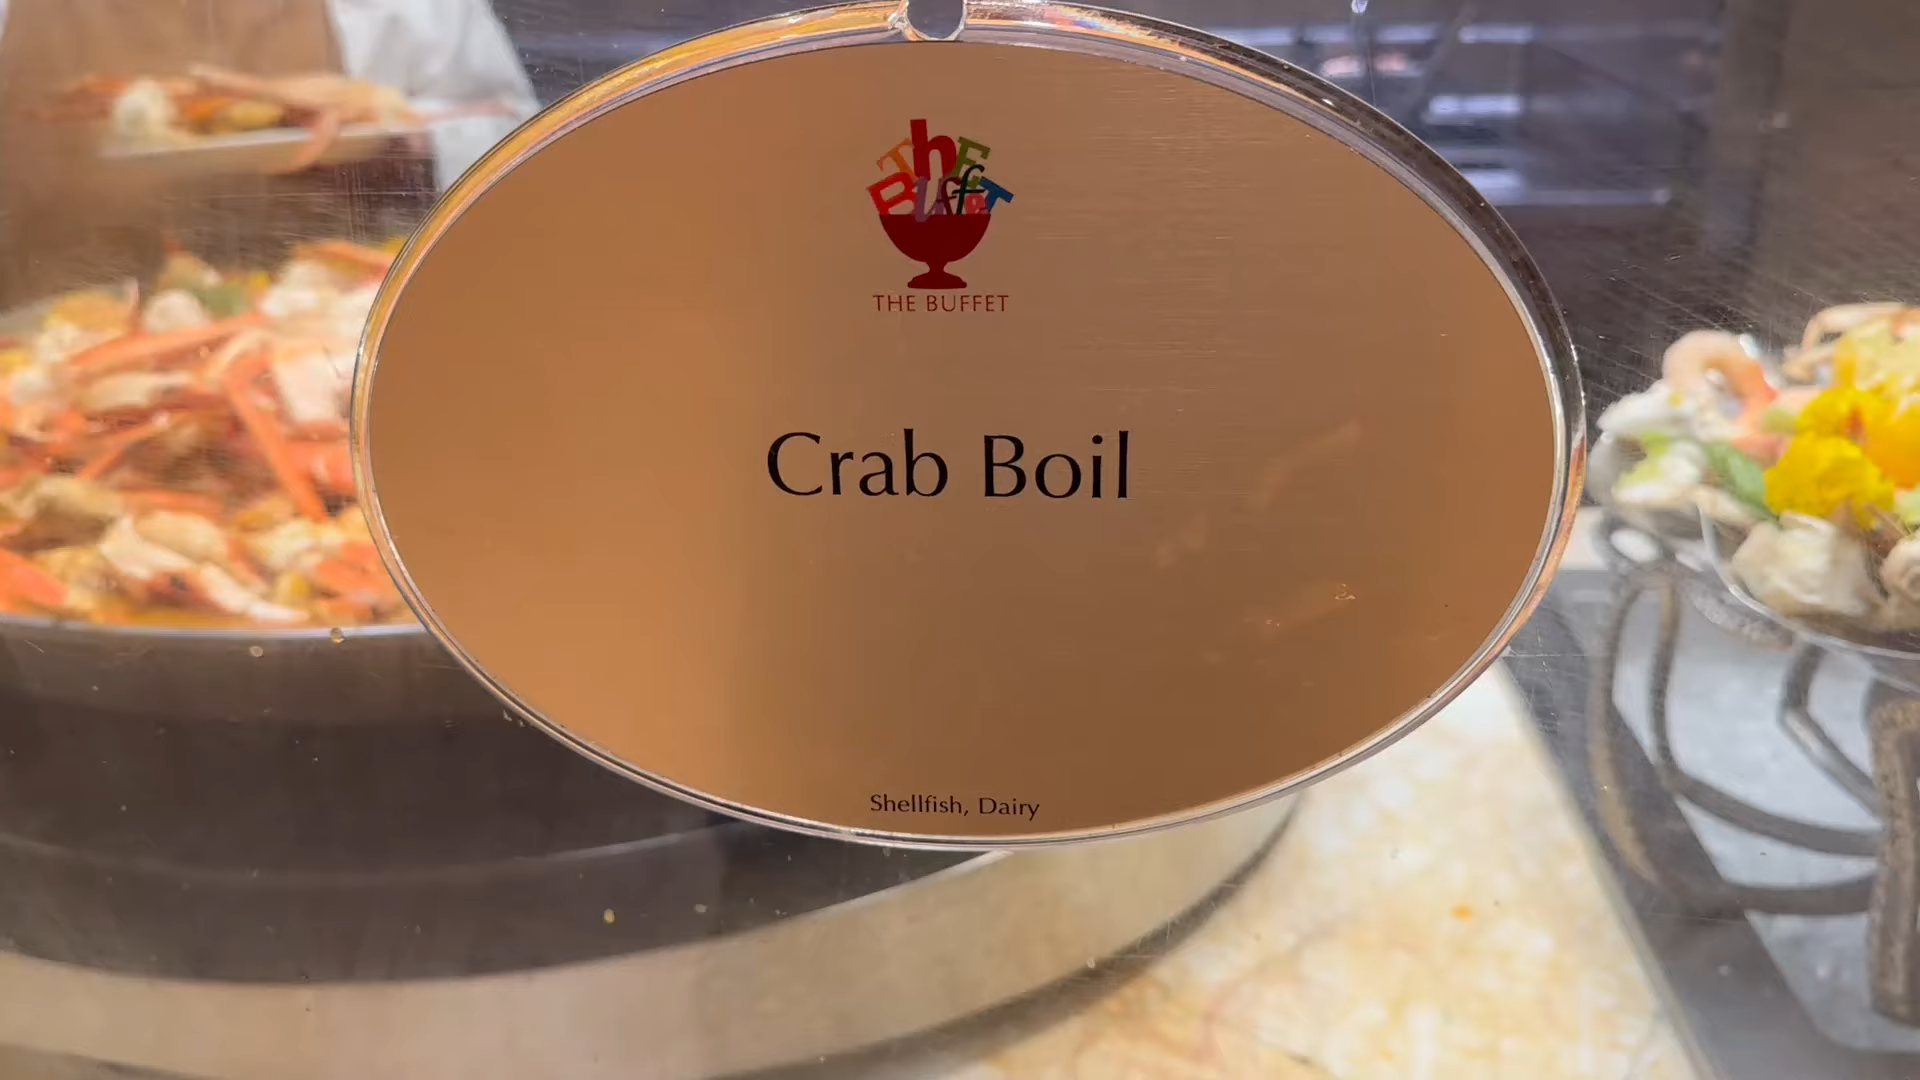 The
Buffet
THE BUFFET
Crab Boil
Shellfish, Dairy